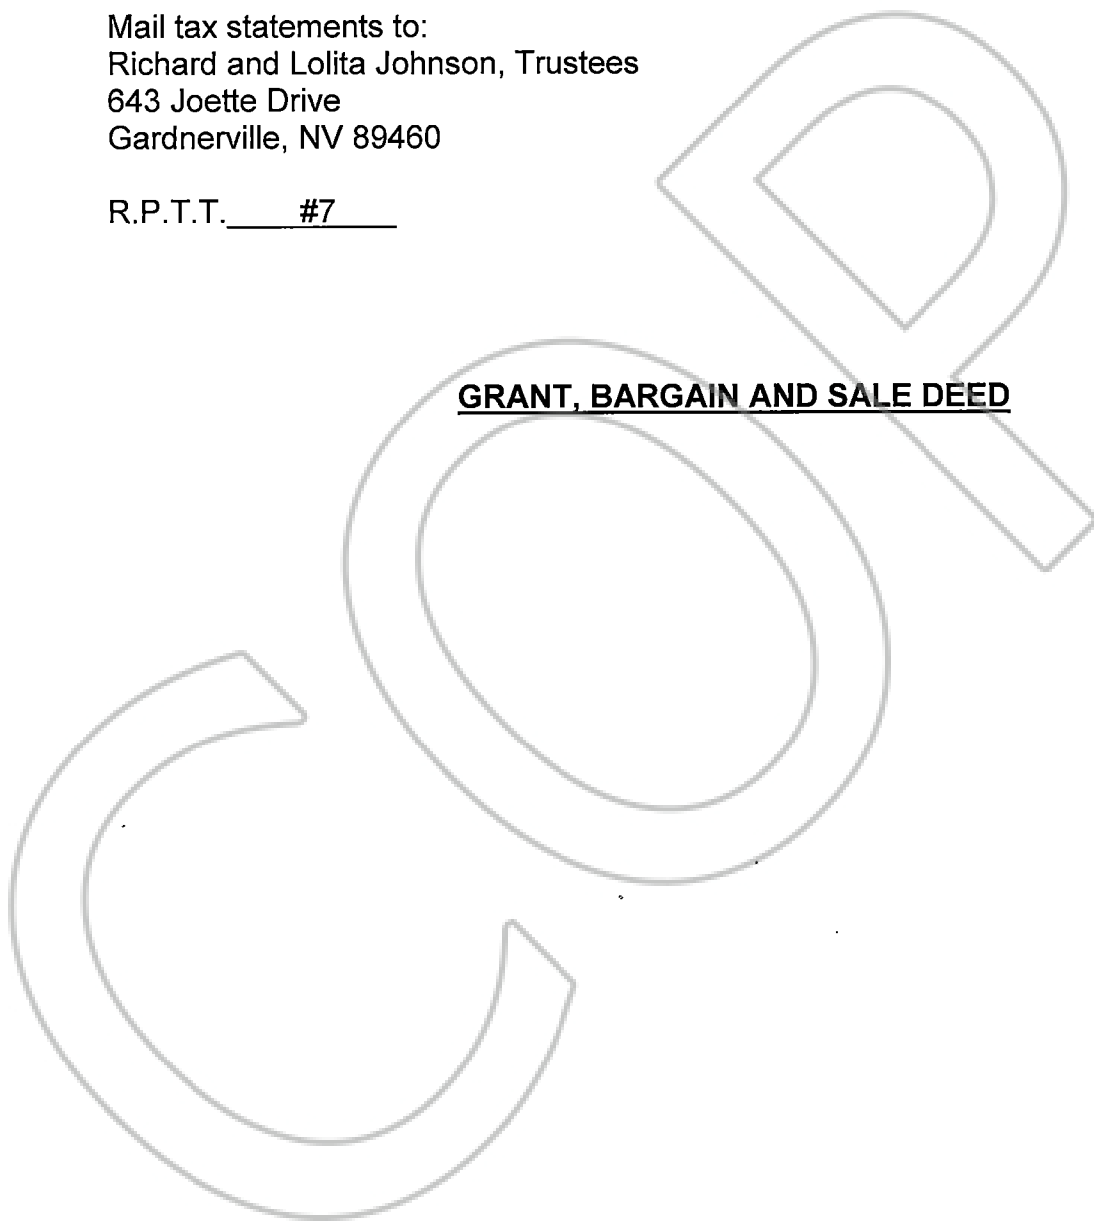 Mail tax statements to:
Richard and Lolita Johnson, Trustees
643 Joette Drive
Gardnerville, NV 89460
R.P.T.T. #7
GRANT, BARGAIN AND SALE DEED
COP